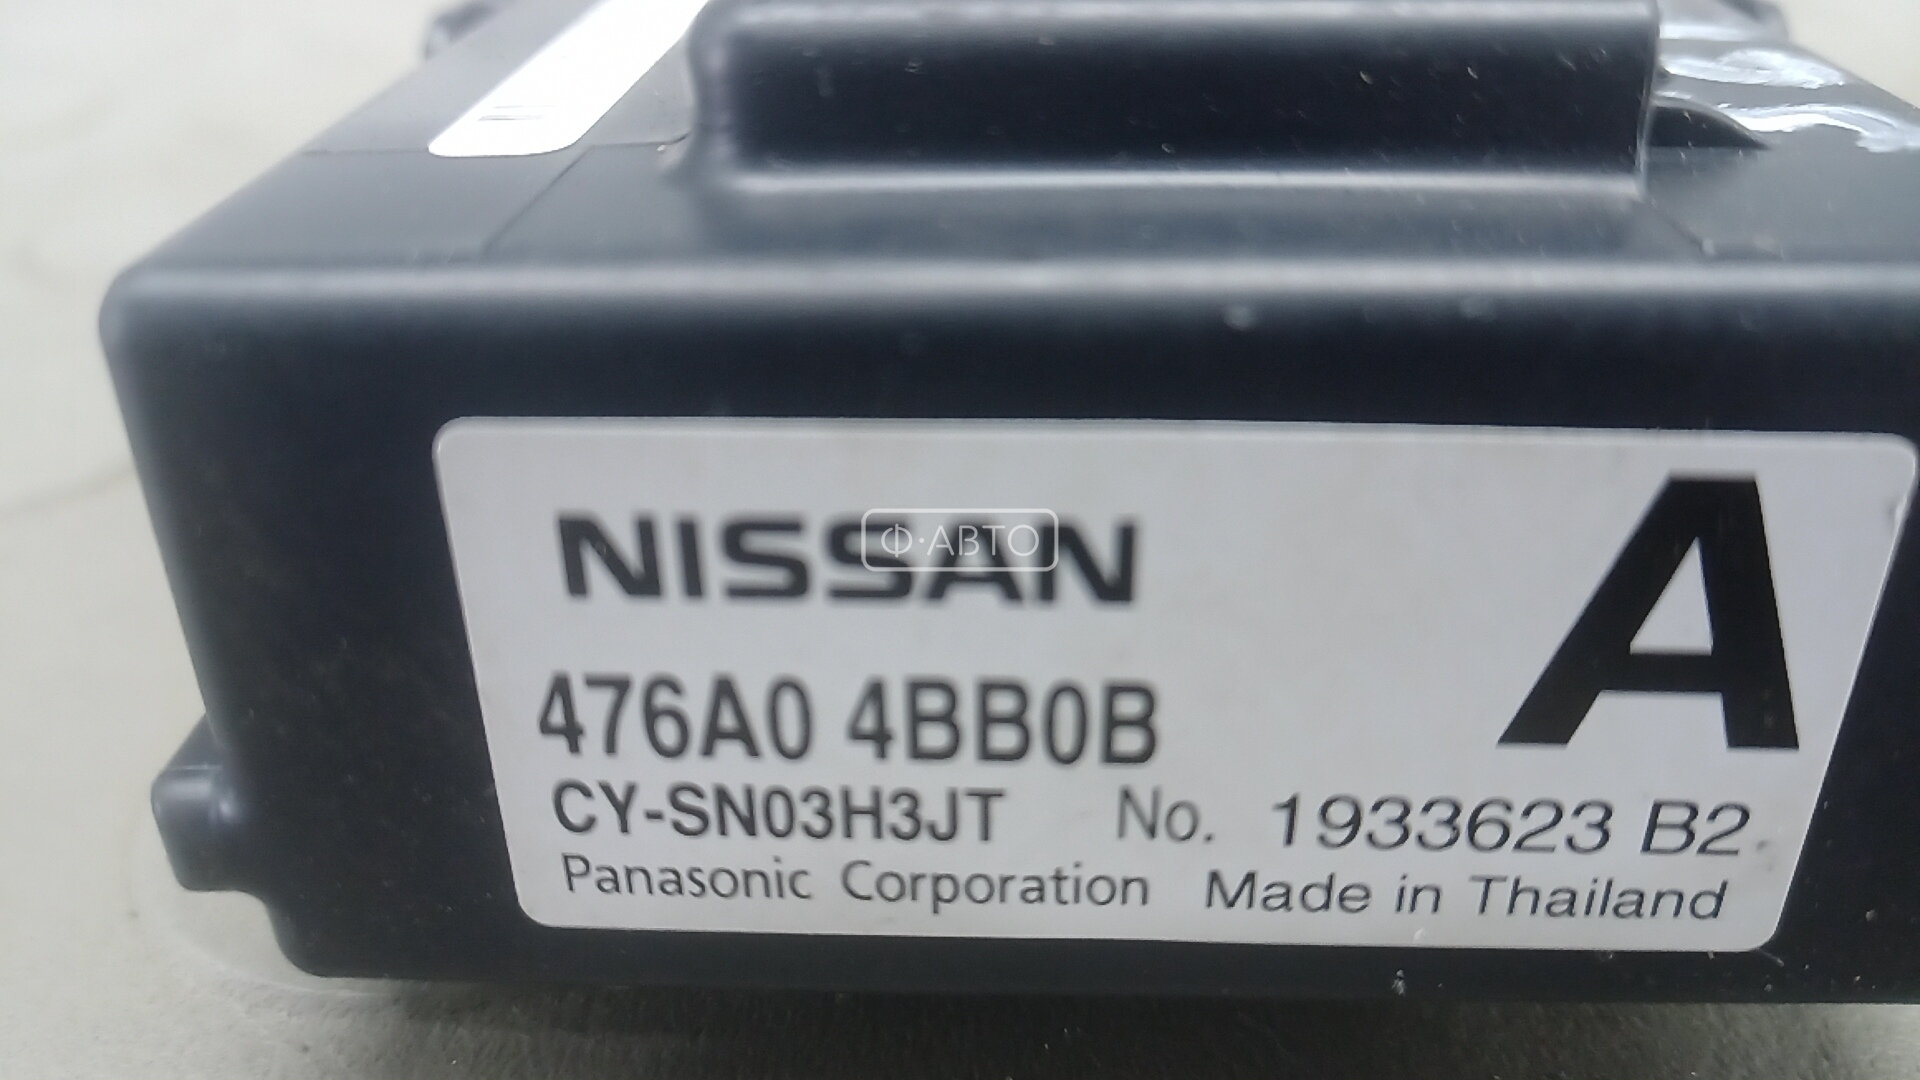 NISSAN
Ф·АВТО
A
476A0 4BB0B
CY-SN03H3JT No. 1933623 B2
Panasonic Corporation Made in Thailand